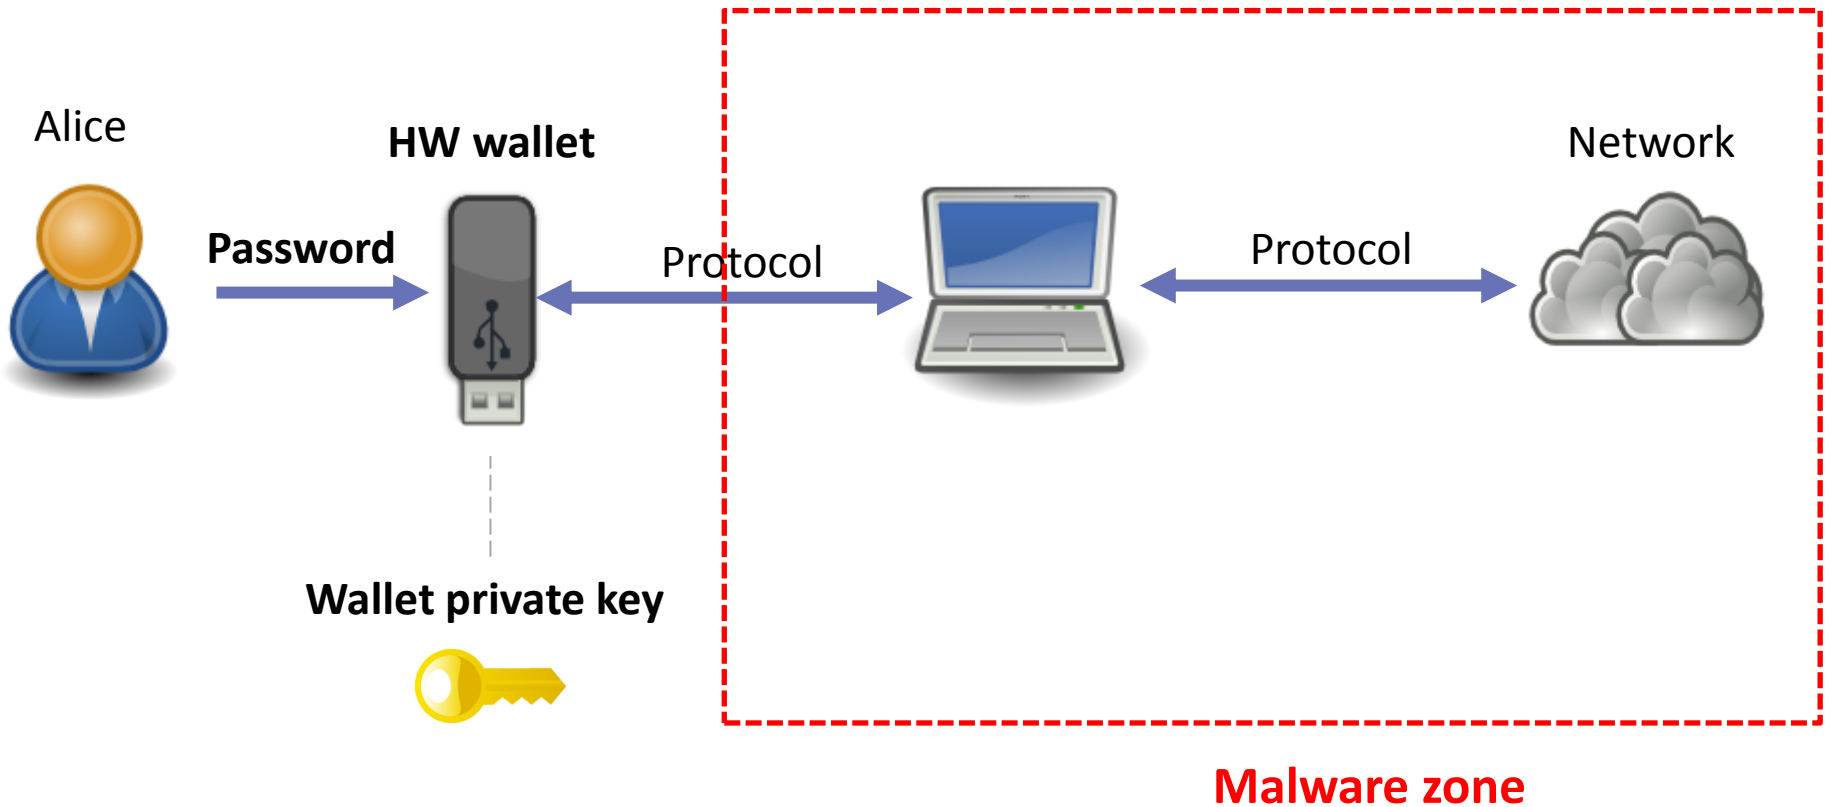 Alice
HW wallet
Network
Password
Protocol
Protocol
Wallet private key
Malware zone